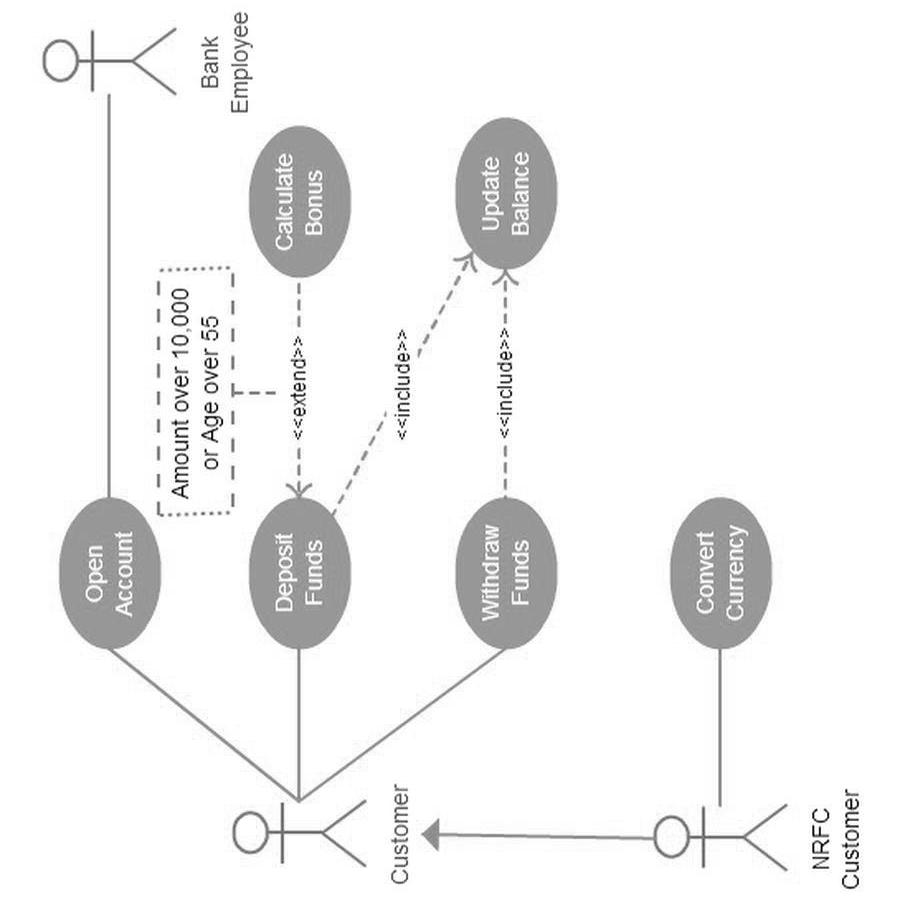 Bank
Employee
Open
Account
Amount over 10,000
or Age over 55
Calculate
Bonus
<<extend>>
Deposit
Funds
<<include>>
Update
Balance
<<include>>
Withdraw
Funds
Customer
Convert
Currency
NRFC
Customer